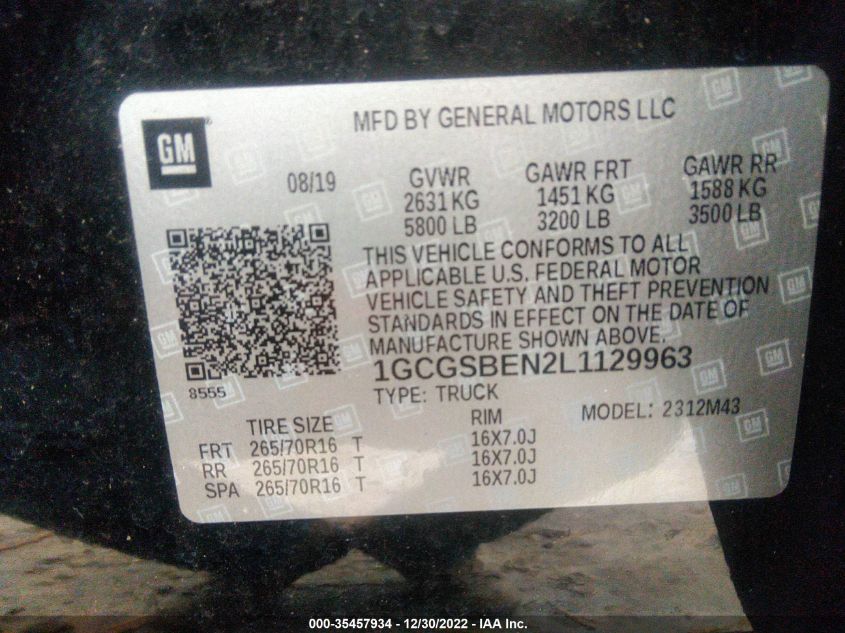 GM
MFD BY GENERAL MOTORS LLC
08/19
GVWR GAWR FRT GAWR RR
2631 KG 1451 KG 1588 KG
5800 LB 3200 LB 3500 LB
THIS VEHICLE CONFORMS TO ALL
APPLICABLE U.S. FEDERAL MOTOR
VEHICLE SAFETY AND THEFT PREVENTION
STANDARDS IN EFFECT ON THE DATE OF
MANUFACTURE SHOWN ABOVE.
8555
1GCGSBEN2L1129963
TYPE: TRUCK MODEL: 2312M43
TIRE SIZE RIM
FRT 265/70R16 T 16X7.0J
RR 265/70R16 T 16X7.0J
SPA 265/70R16 T 16X7.0J
000-35457934 - 12/30/2022 - IAA Inc.